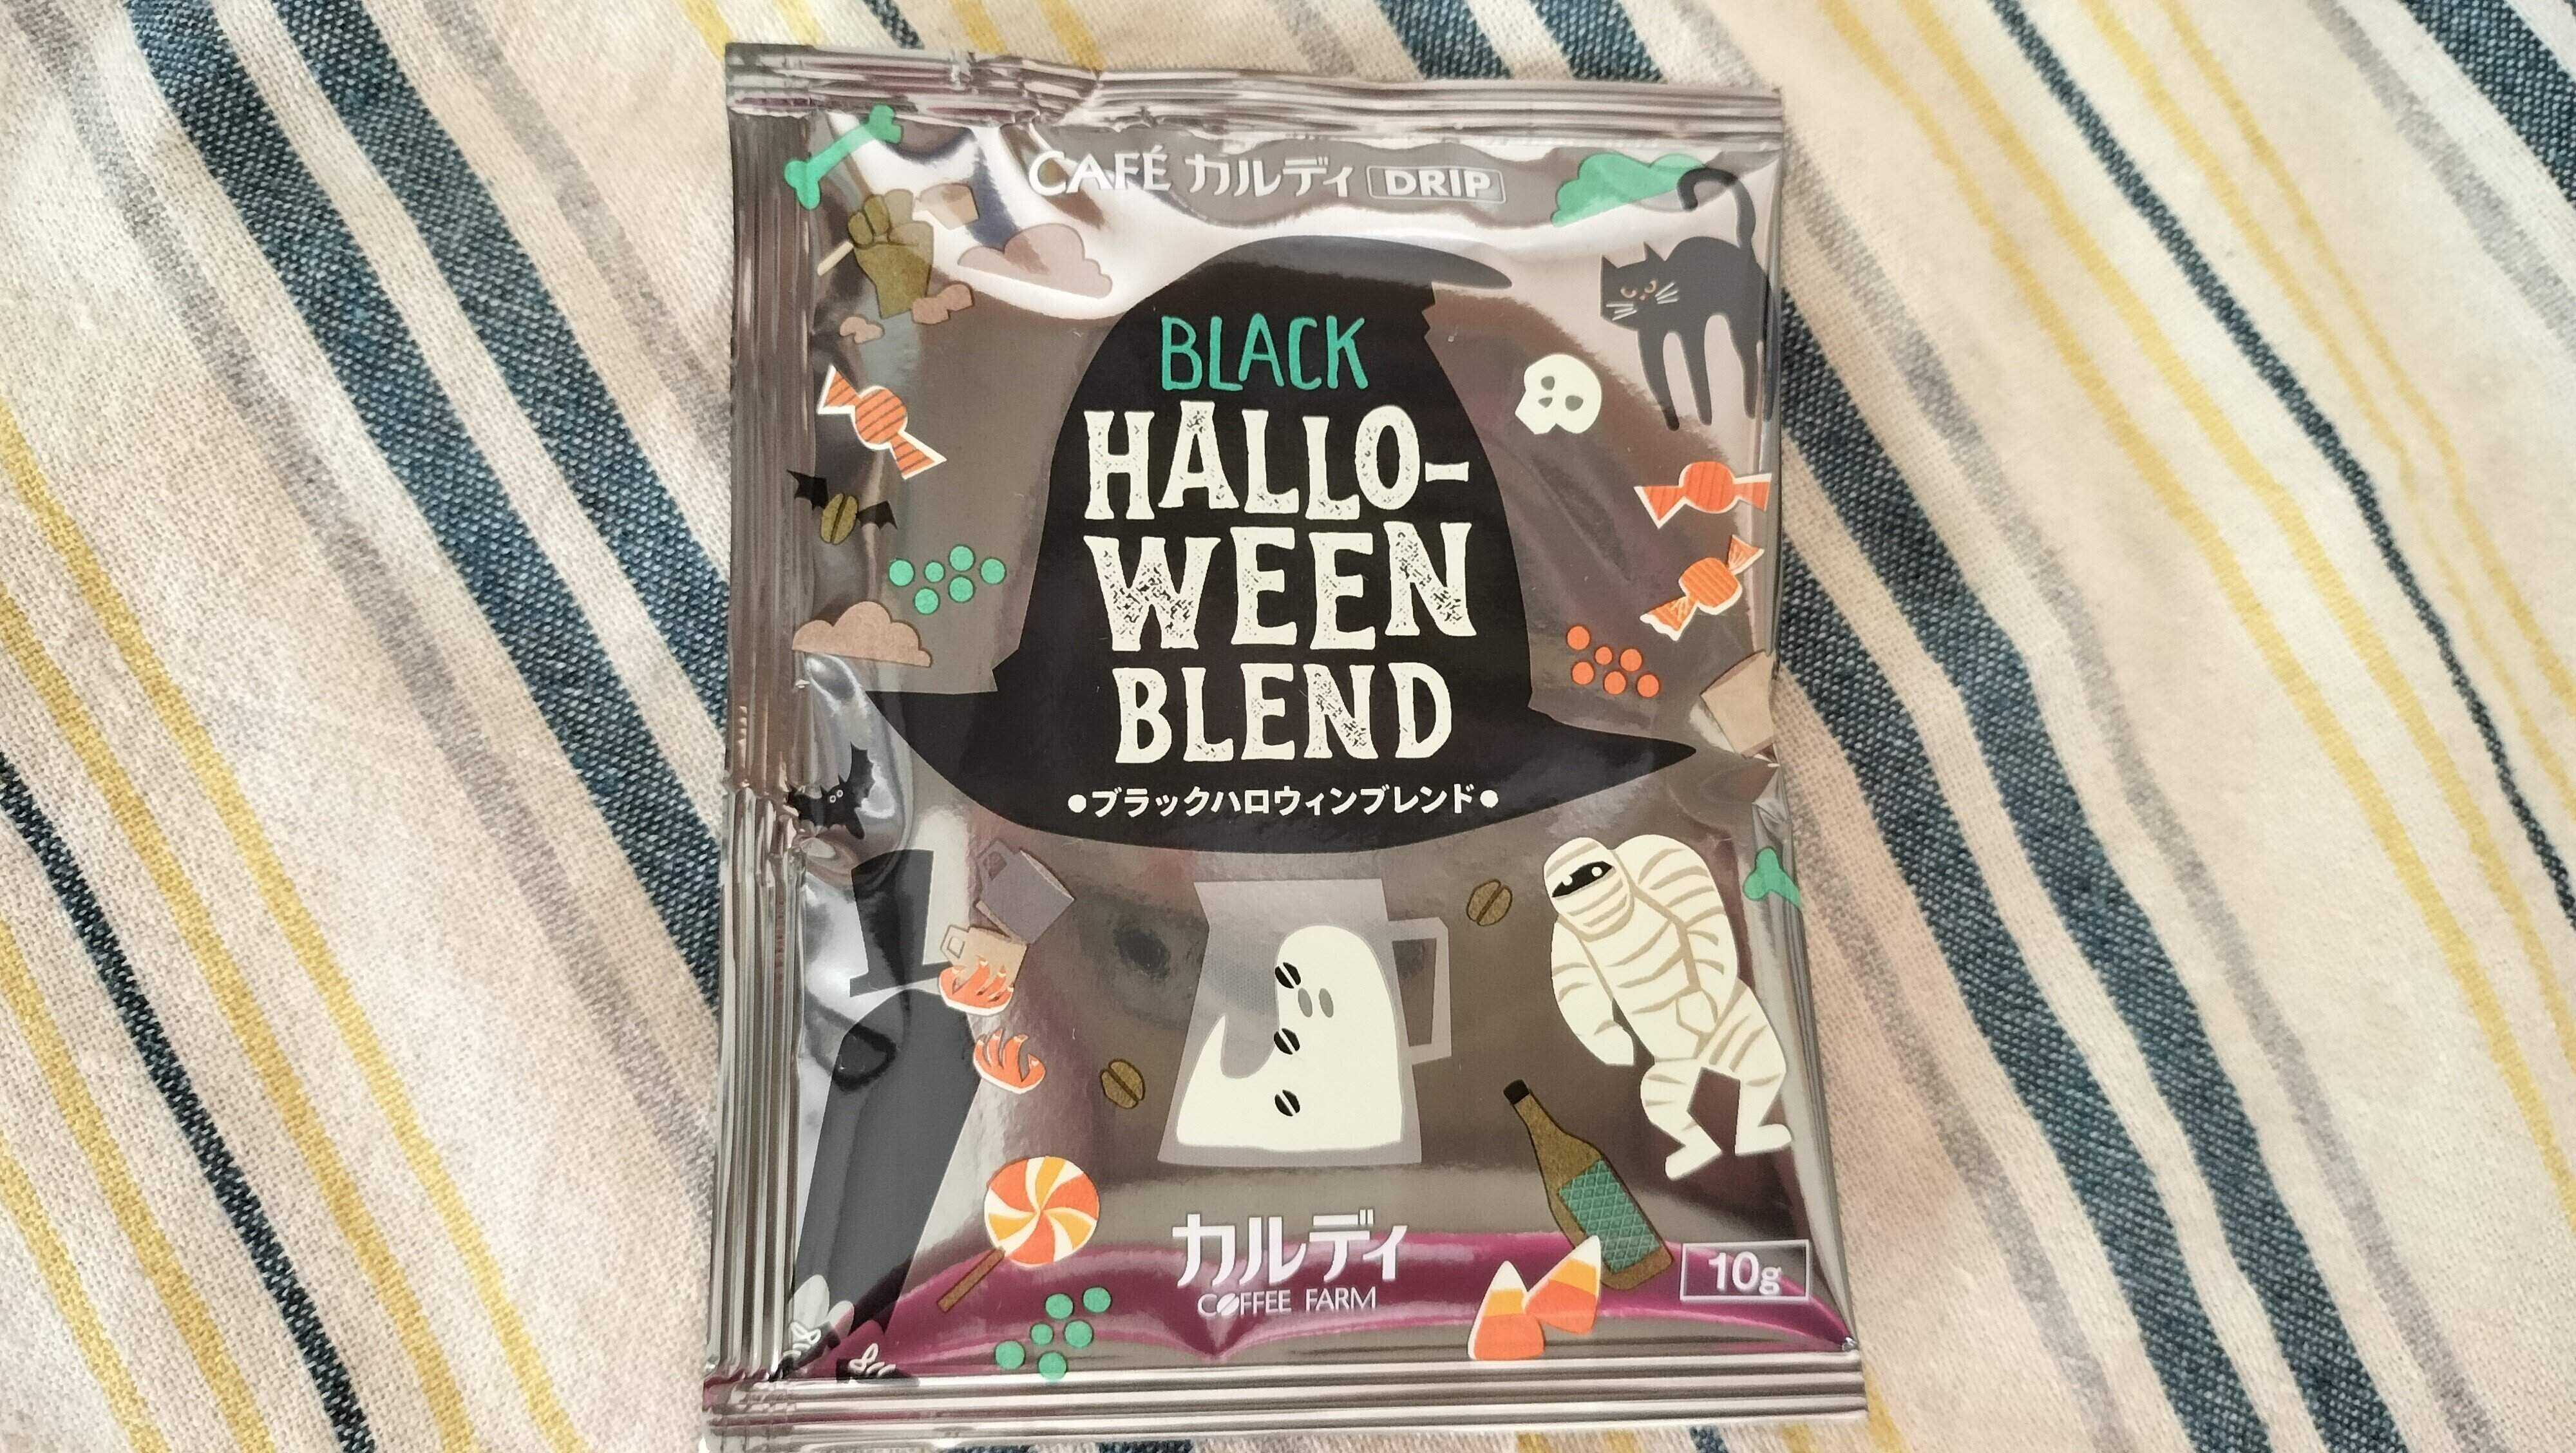 CAFÉ カルディ DRIP
BLACK
HALLO-
WEEN
BLEND
•ブラックハロウィンブレンド•
カルディ
COFFEE FARM
10g